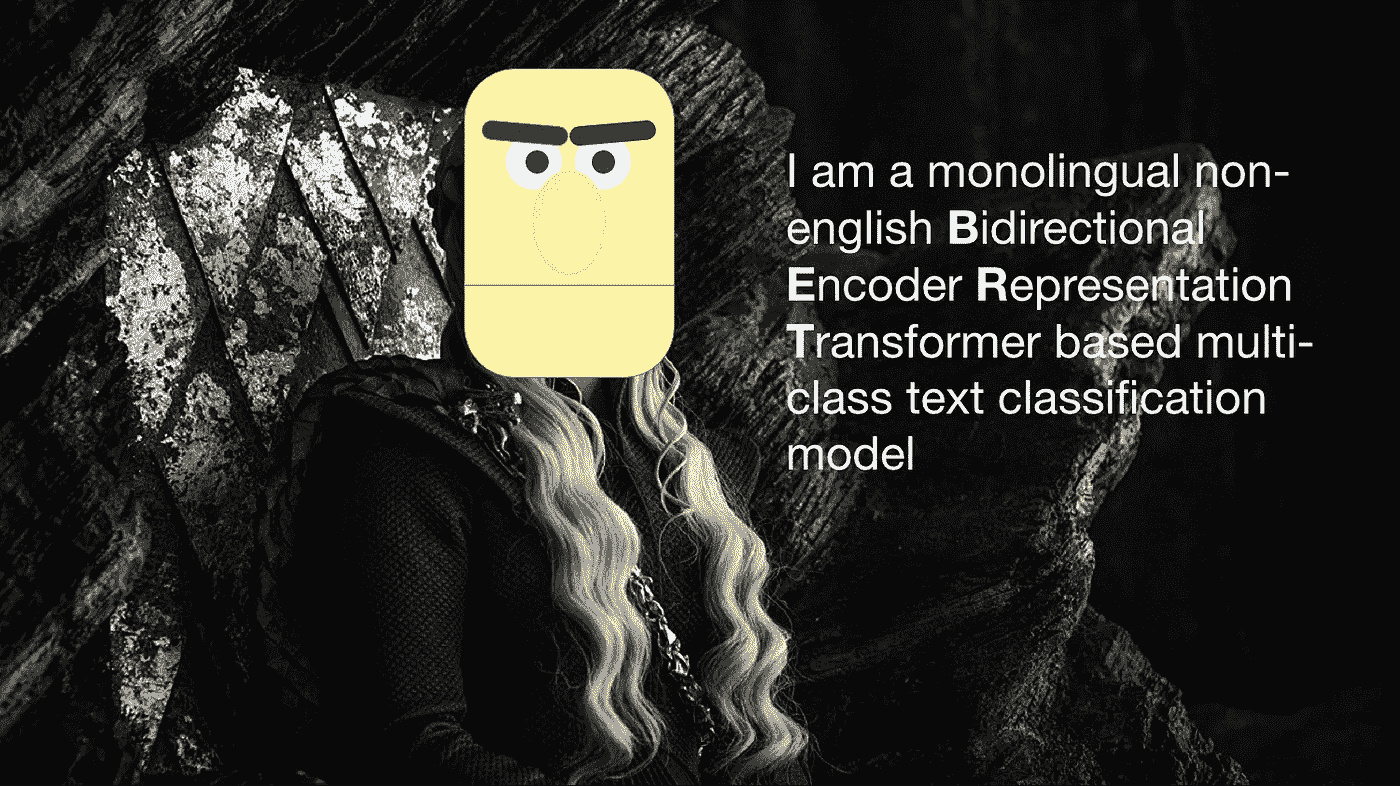 I am a monolingual non-
english Bidirectional
Encoder Representation
Transformer based multi-
class text classification
model